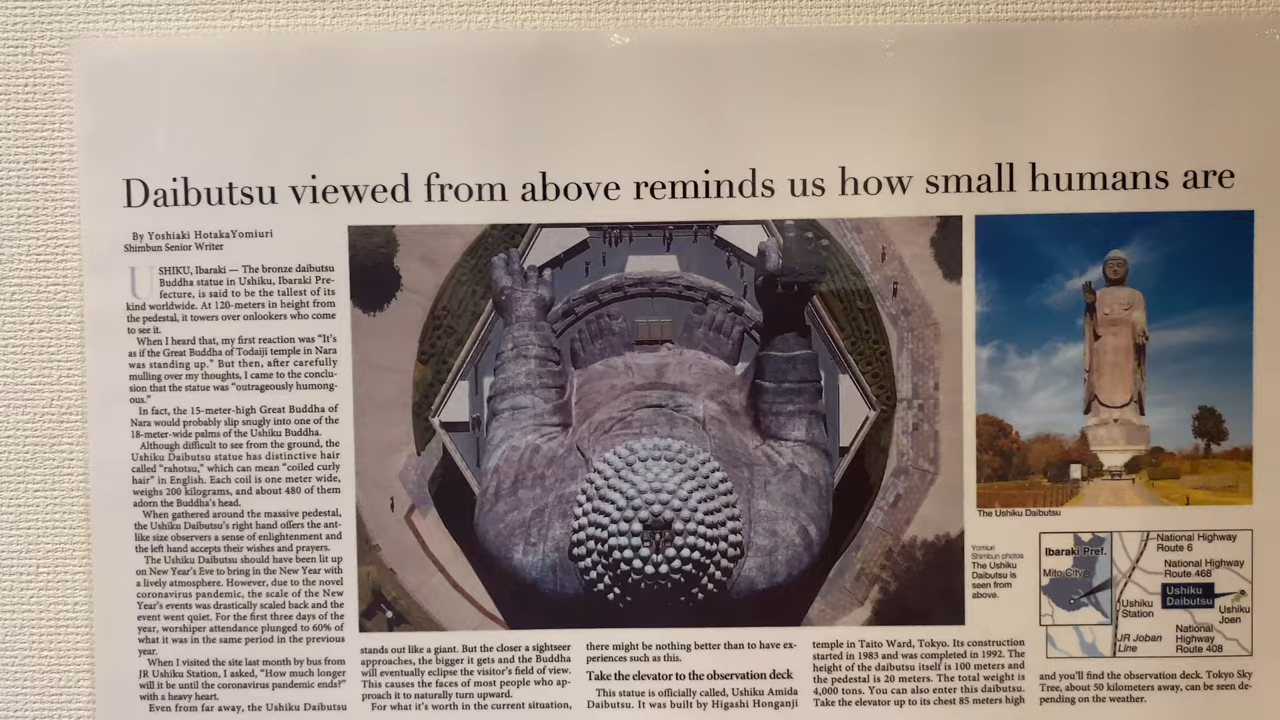 Daibutsu viewed from above reminds us how small humans are
By Yoshiaki HotakaYomiuri
Shimbun Senior Writer
USHIKU, Ibaraki — The bronze daibutsu
Buddha statue in Ushiku, Ibaraki Pre-
fecture, is said to be the tallest of its
kind worldwide. At 120-meters in height from
the pedestal, it towers over onlookers who come
to see it.
When I heard that, my first reaction was "It's
as if the Great Buddha of Todaiji temple in Nara
was standing up." But then, after carefully
mulling over my thoughts, I came to the conclu-
sion that the statue was "outrageously humong-
ous."
In fact, the 15-meter-high Great Buddha of
Nara would probably slip snugly into one of the
18-meter-wide palms of the Ushiku Buddha.
Although difficult to see from the ground, the
Ushiku Daibutsu statue has distinctive hair
called "rahotsu," which can mean "coiled curly
hair" in English. Each coil is one meter wide,
weighs 200 kilograms, and about 480 of them
adorn the Buddha's head.
When gathered around the massive pedestal,
the Ushiku Daibutsu's right hand offers the ant-
like size observers a sense of enlightenment and
the left hand accepts their wishes and prayers.
The Ushiku Daibutsu should have been lit up
on New Year's Eve to bring in the New Year with
a lively atmosphere. However, due to the novel
coronavirus pandemic, the scale of the New
Year's events was drastically scaled back and the
event went quiet. For the first three days of the
year, worshiper attendance plunged to 60% of
what it was in the same period in the previous
year.
When I visited the site last month by bus from
JR Ushiku Station, I asked, "How much longer
will it be until the coronavirus pandemic ends?"
with a heavy heart.
Even from far away, the Ushiku Daibutsu
stands out like a giant. But the closer a sightseer
approaches, the bigger it gets and the Buddha
will eventually eclipse the visitor's field of view.
This causes the faces of most people who ap-
proach it to naturally turn upward.
For what it's worth in the current situation,
there might be nothing better than to have ex-
periences such as this.
Take the elevator to the observation deck
This statue is officially called, Ushiku Amida
Daibutsu. It was built by Higashi Honganji
temple in Taito Ward, Tokyo. Its construction
started in 1983 and was completed in 1992. The
height of the daibutsu itself is 100 meters and
the pedestal is 20 meters. The total weight is
4,000 tons. You can also enter this daibutsu.
Take the elevator up to its chest 85 meters high
and you'll find the observation deck. Tokyo Sky
Tree, about 50 kilometers away, can be seen de-
pending on the weather.
The Ushiku Daibutsu
Yomiuri
Shimbun photos
The Ushiku
Daibutsu is
seen from
above.
Ibaraki Pref.
Mito City
National Highway
Route 6
National Highway
Route 468
Ushiku
Daibutsu
Ushiku
Station
Ushiku
Joen
JR Joban
Line
National
Highway
Route 408